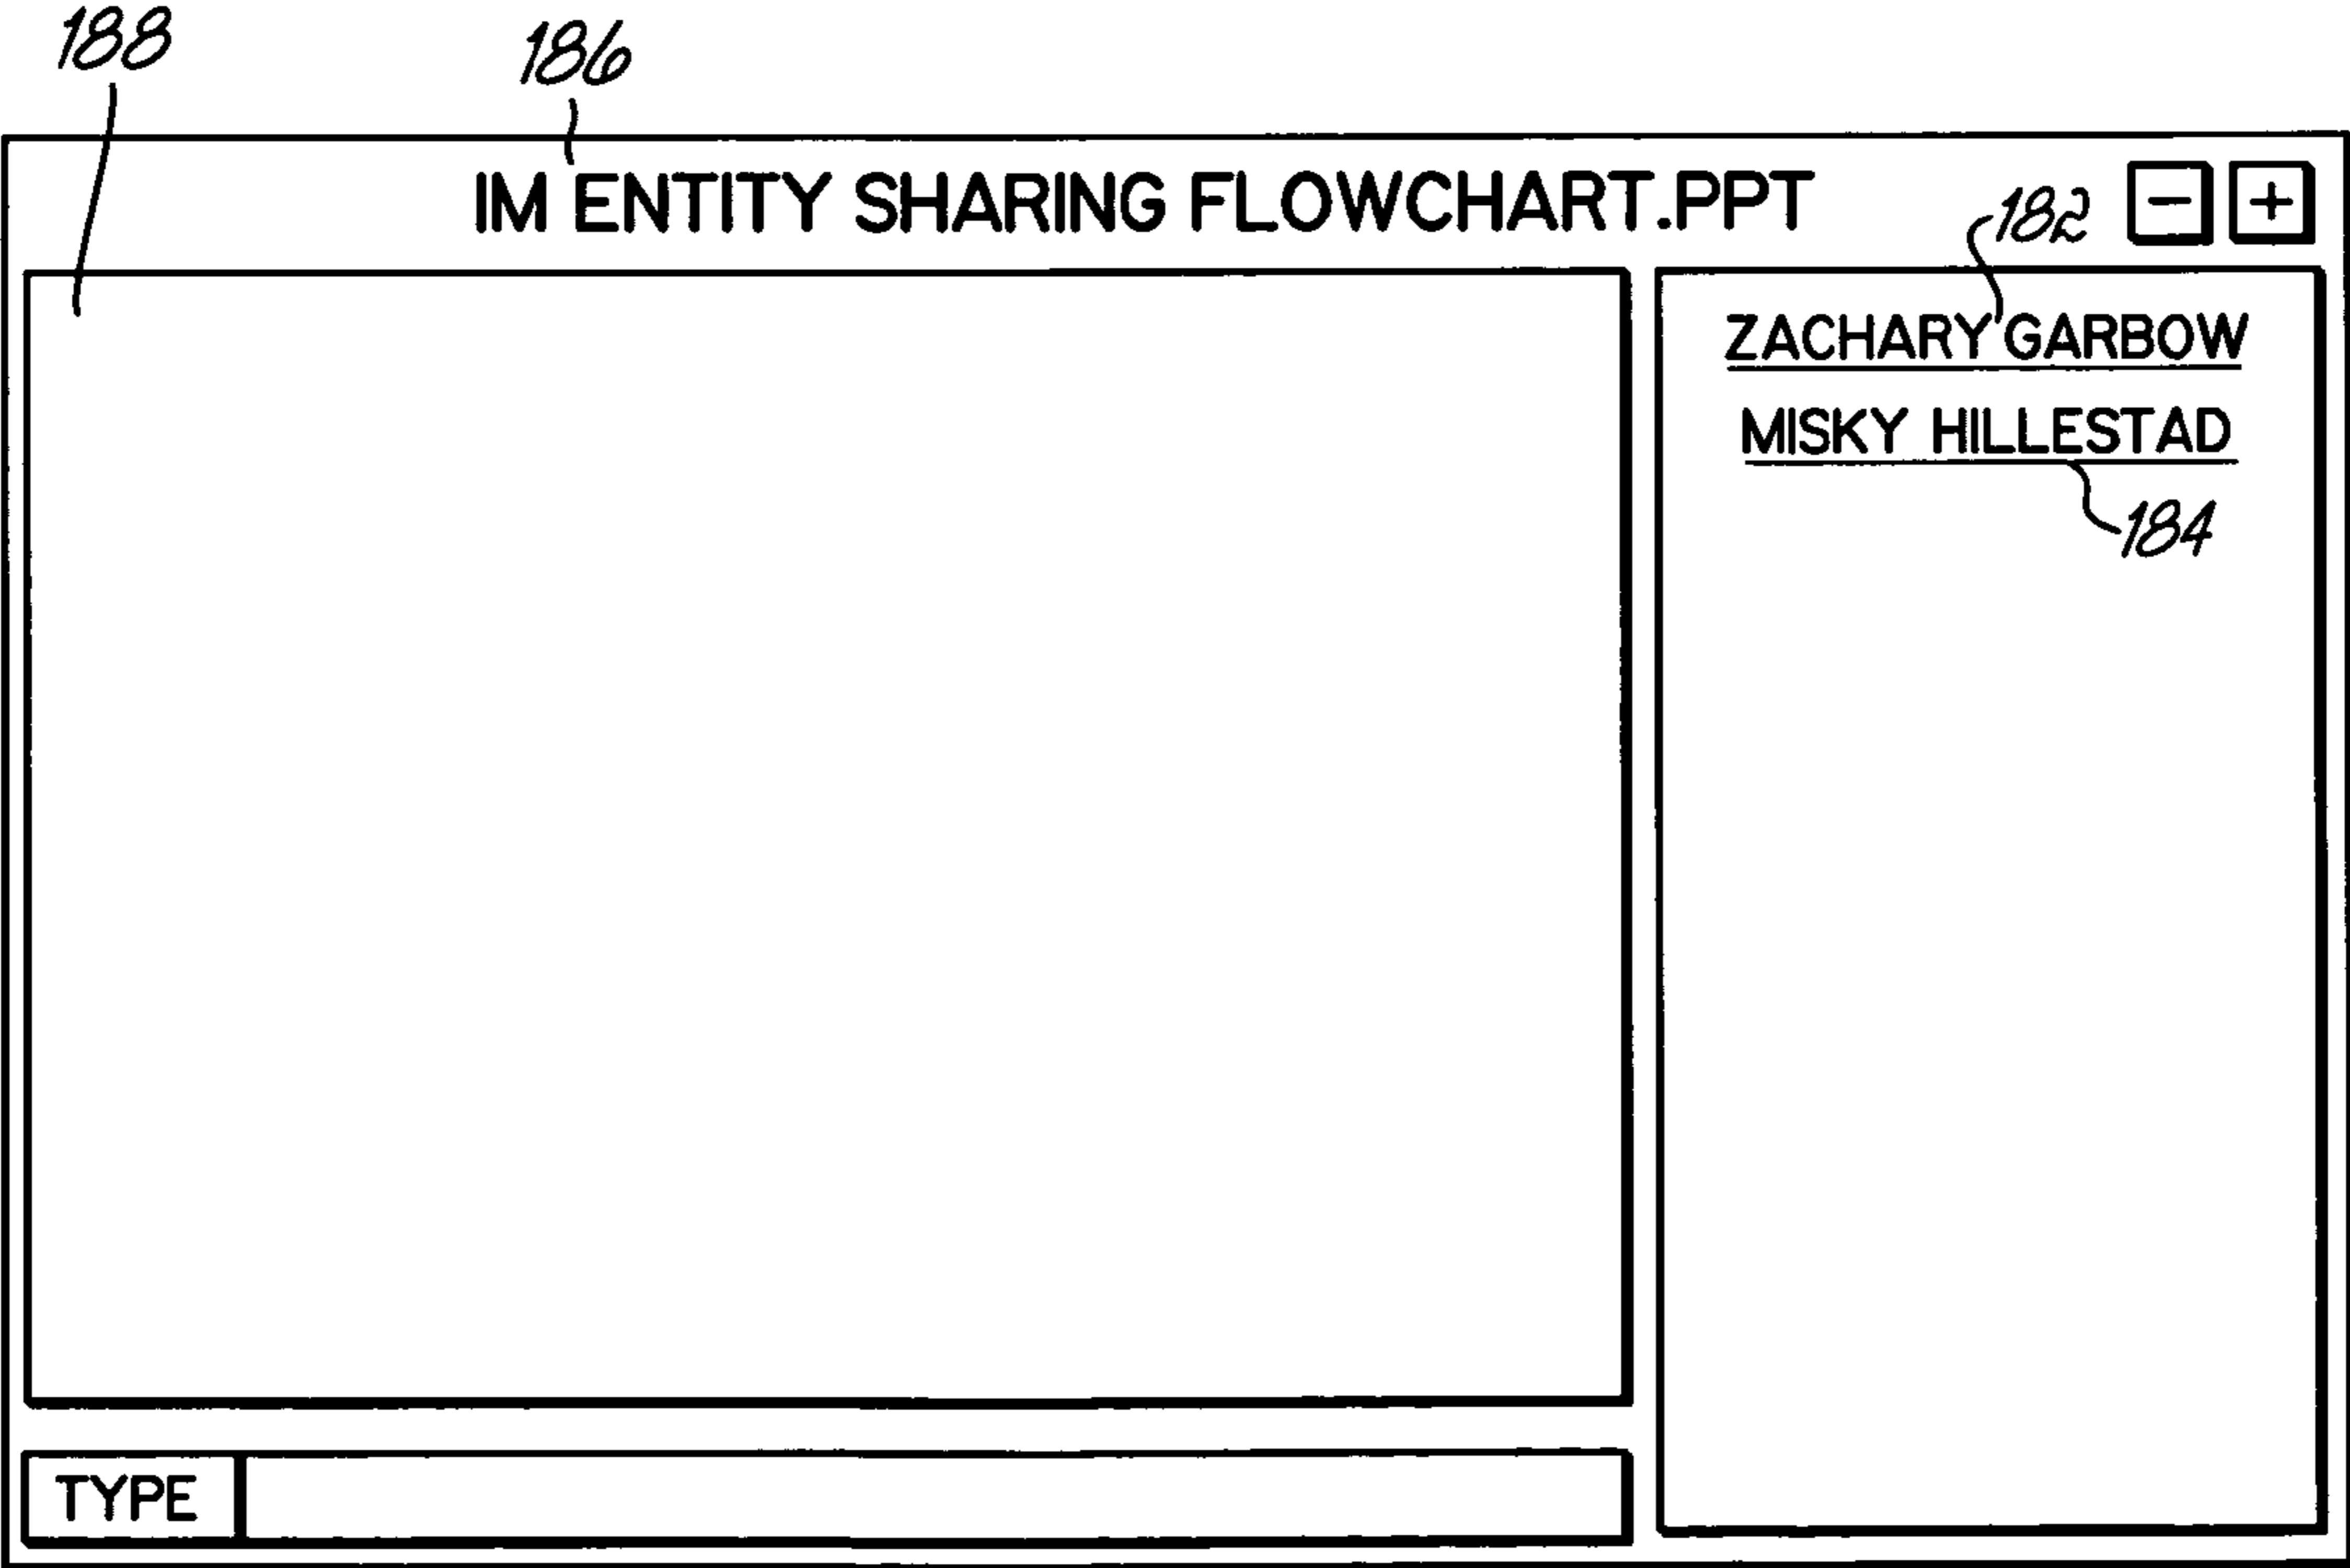 188
186
IM ENTITY SHARING FLOWCHART.PPT
− +
182
ZACHARY GARBOW
MISKY HILLESTAD
184
TYPE